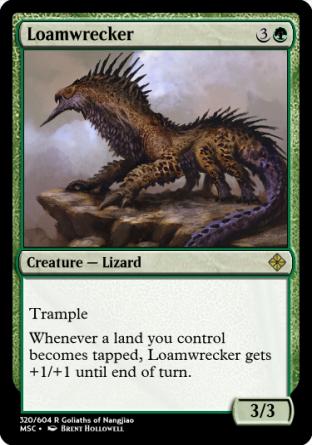 Loamwrecker 3
Creature — Lizard
Trample
Whenever a land you control
becomes tapped, Loamwrecker gets
+1/+1 until end of turn.
3/3
320/604 R Goliaths of Nangjiao
MSC • Brent Hollowell